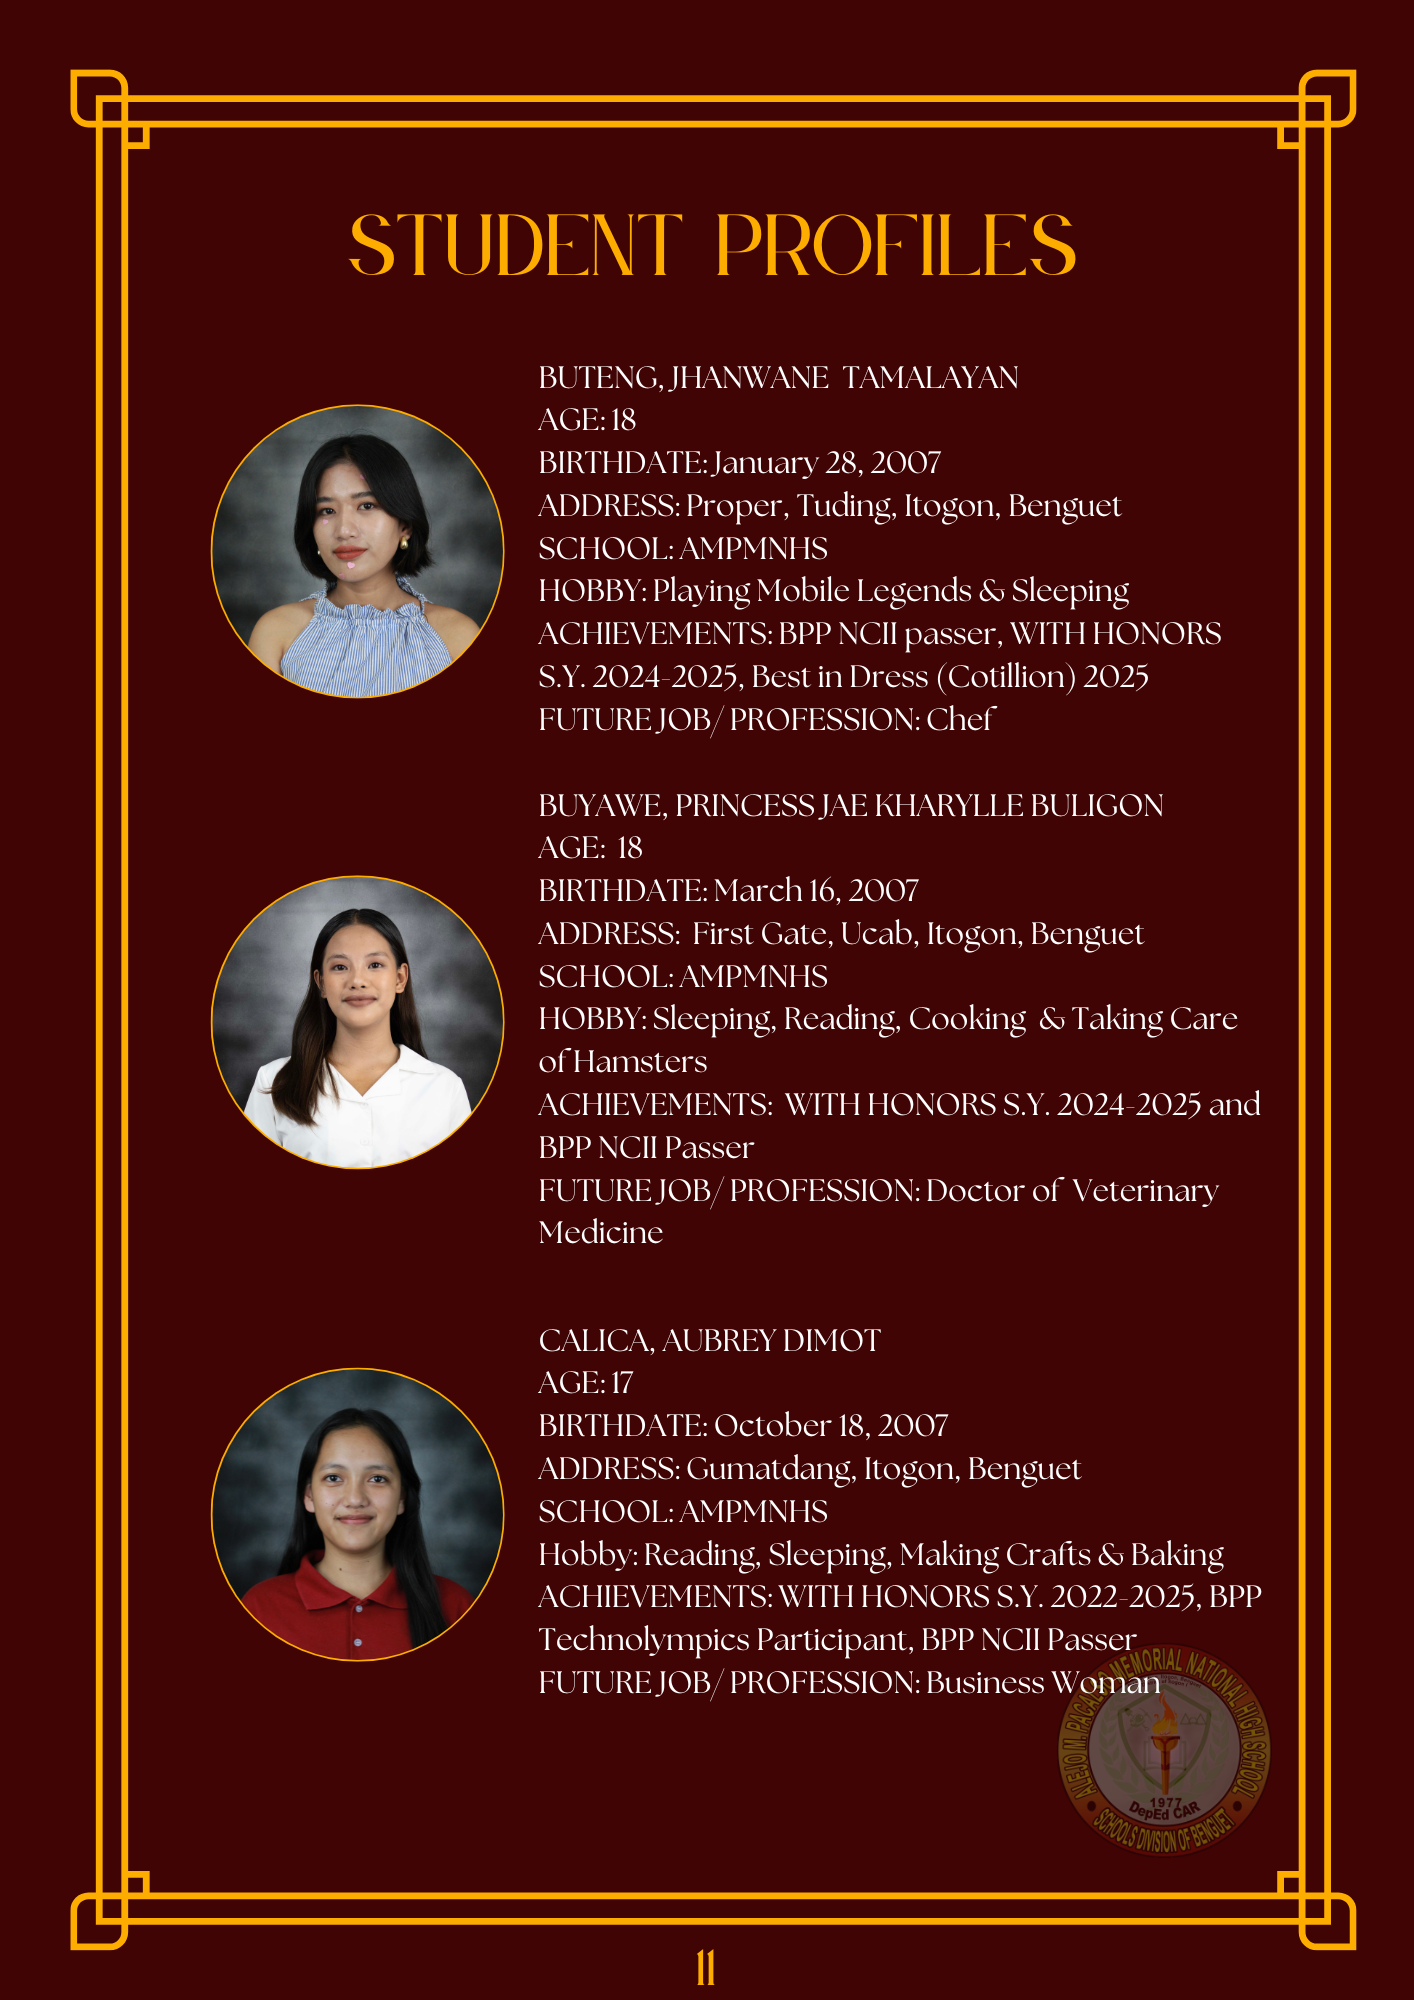 STUDENT PROFILES
BUTENG, JHANWANE TAMALAYAN
AGE: 18
BIRTHDATE: January 28, 2007
ADDRESS: Proper, Tuding, Itogon, Benguet
SCHOOL: AMPMNHS
HOBBY: Playing Mobile Legends & Sleeping
ACHIEVEMENTS: BPP NCII passer, WITH HONORS
S.Y. 2024-2025, Best in Dress (Cotillion) 2025
FUTURE JOB/ PROFESSION: Chef
BUYAWE, PRINCESS JAE KHARYLLE BULIGON
AGE: 18
BIRTHDATE: March 16, 2007
ADDRESS: First Gate, Ucab, Itogon, Benguet
SCHOOL: AMPMNHS
HOBBY: Sleeping, Reading, Cooking & Taking Care
of Hamsters
ACHIEVEMENTS: WITH HONORS S.Y. 2024-2025 and
BPP NCII Passer
FUTURE JOB/ PROFESSION: Doctor of Veterinary
Medicine
CALICA, AUBREY DIMOT
AGE: 17
BIRTHDATE: October 18, 2007
ADDRESS: Gumatdang, Itogon, Benguet
SCHOOL: AMPMNHS
Hobby: Reading, Sleeping, Making Crafts & Baking
ACHIEVEMENTS: WITH HONORS S.Y. 2022-2025, BPP
Technolympics Participant, BPP NCII Passer
FUTURE JOB/ PROFESSION: Business Woman
ALEJO M. PACALSO MEMORIAL NATIONAL HIGH SCHOOL
1977
DepEd CAR
SCHOOLS DIVISION OF BENGUET
11